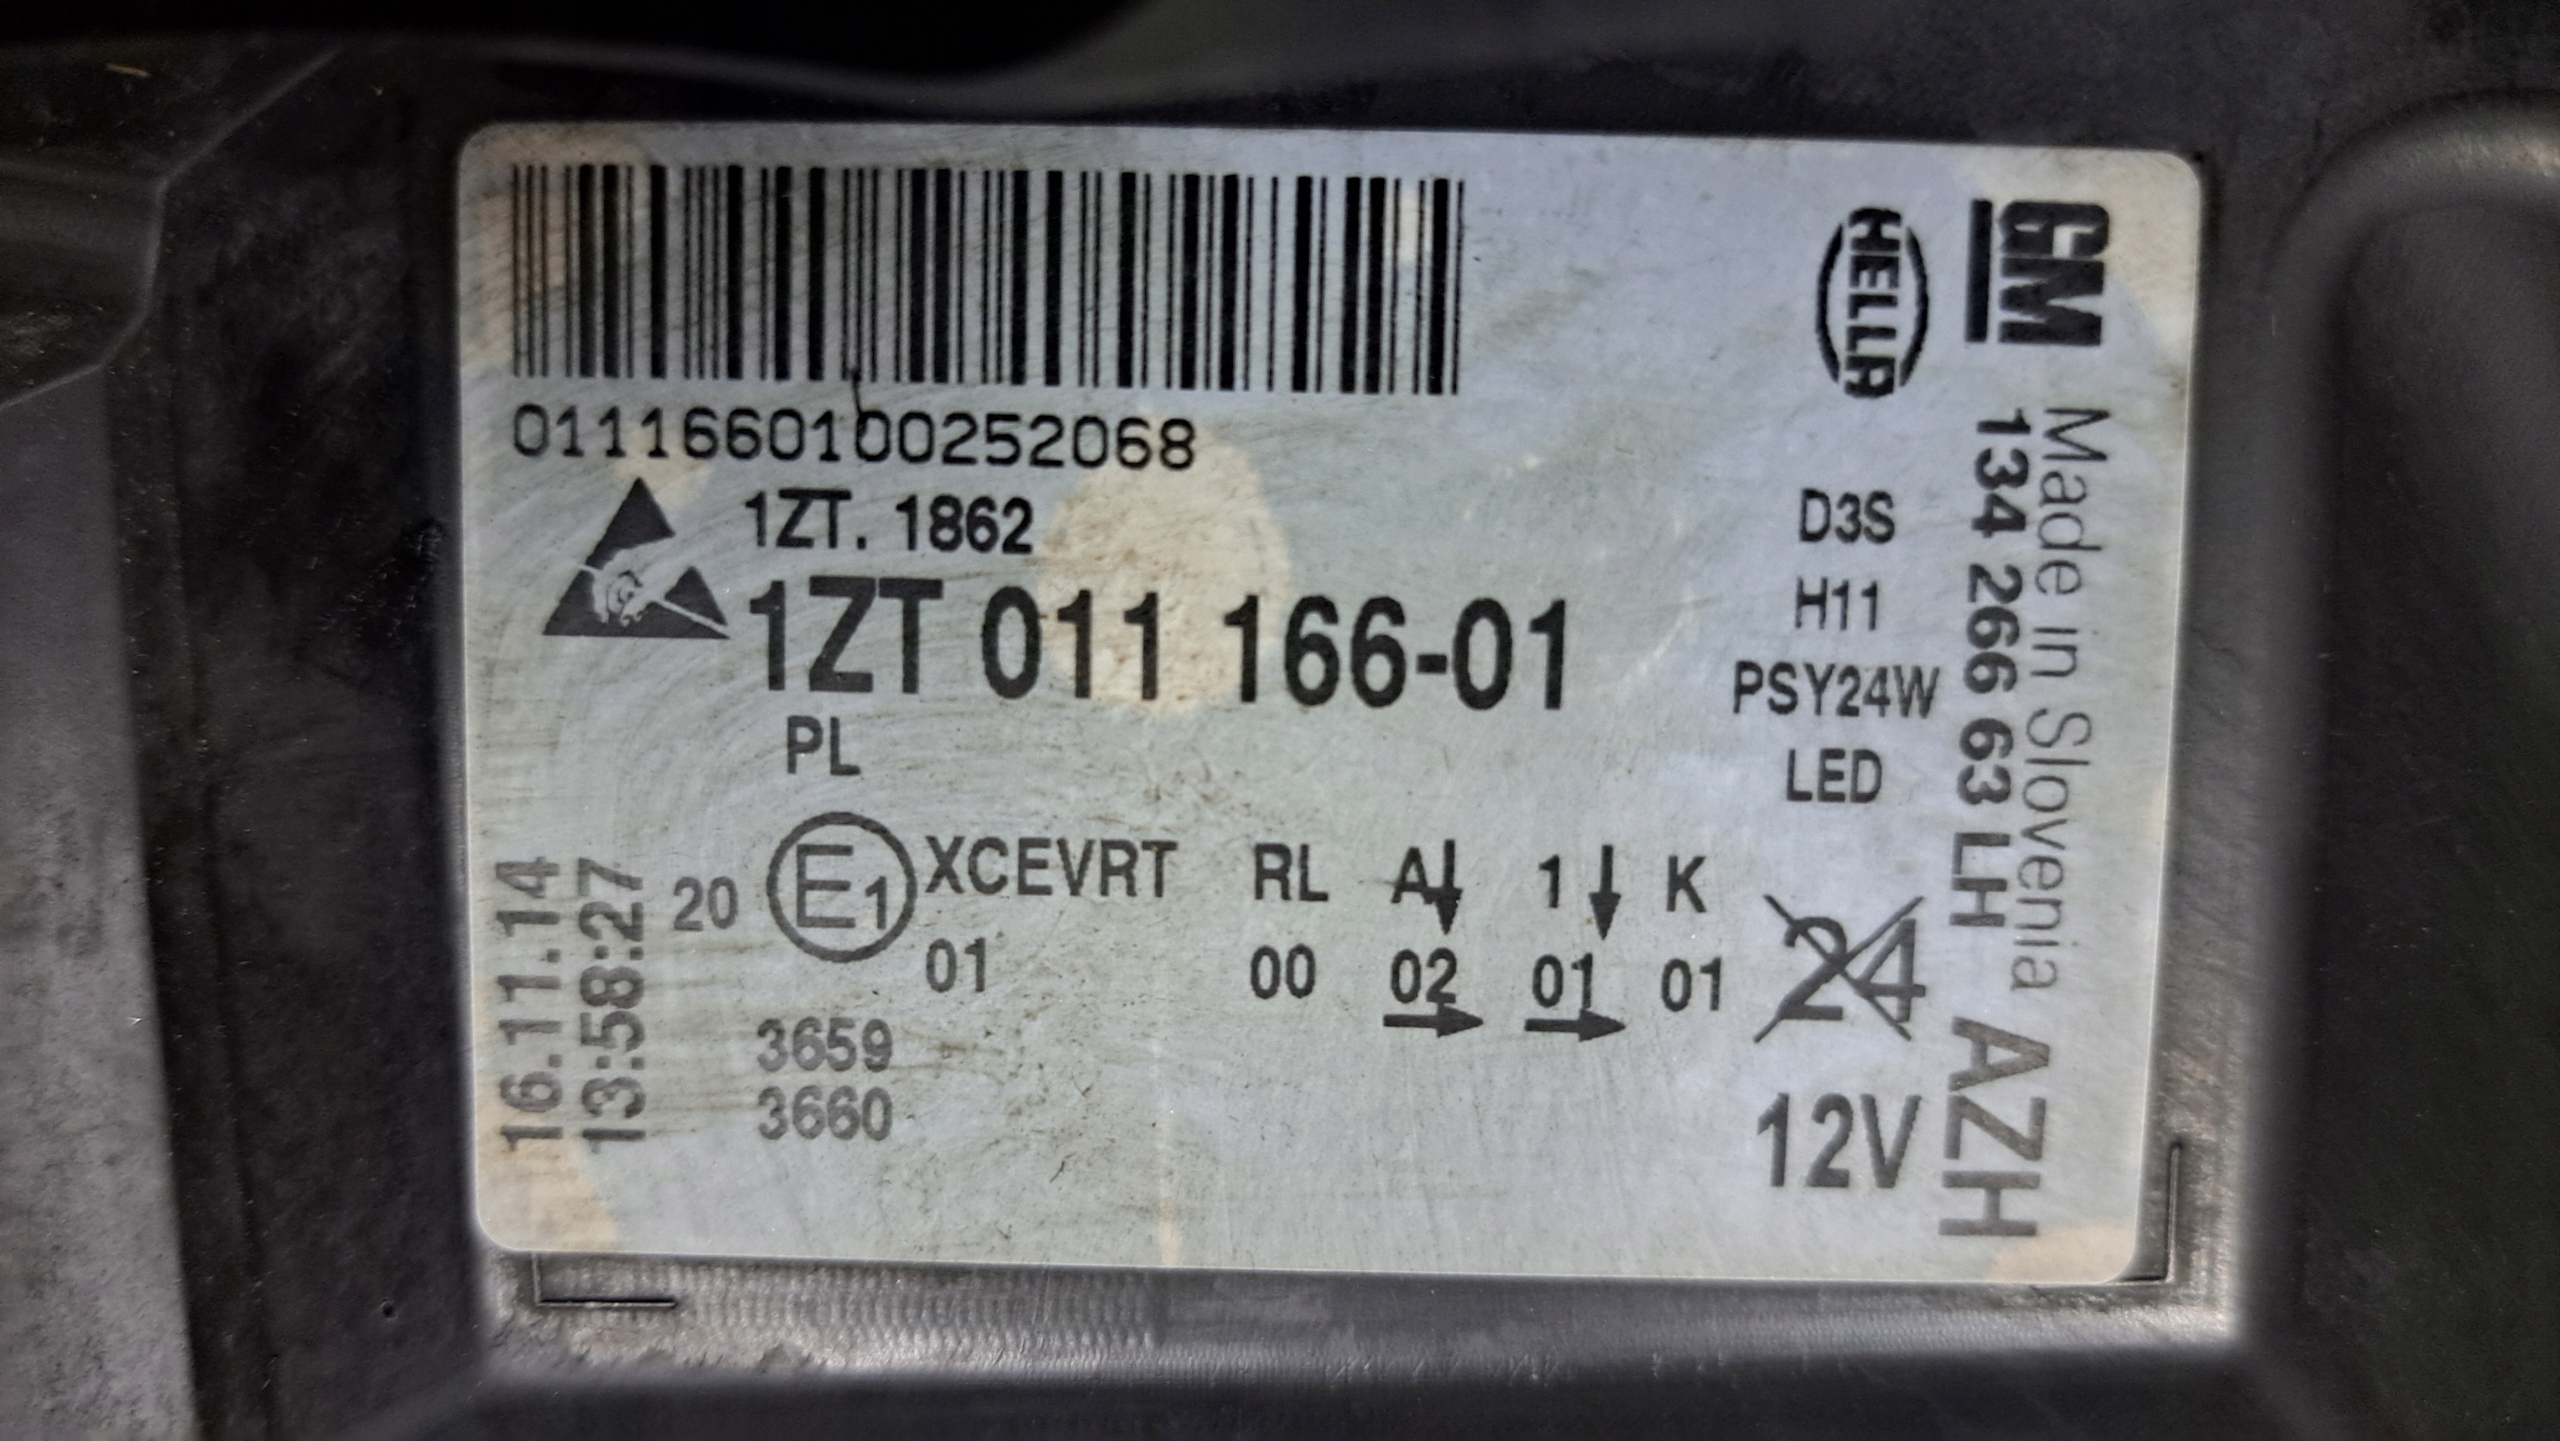 011166010025206​8
1ZT. 1862
1ZT 011 166-01
PL
20 E1 XCEVRT RL A 1 K
01 00 02 01 01
3659
3660
16.11.14
13:58:27
HELLA
D3S
H11
PSY24W
LED
24
12V
GM
134 266 63 LH AZH
Made in Slovenia